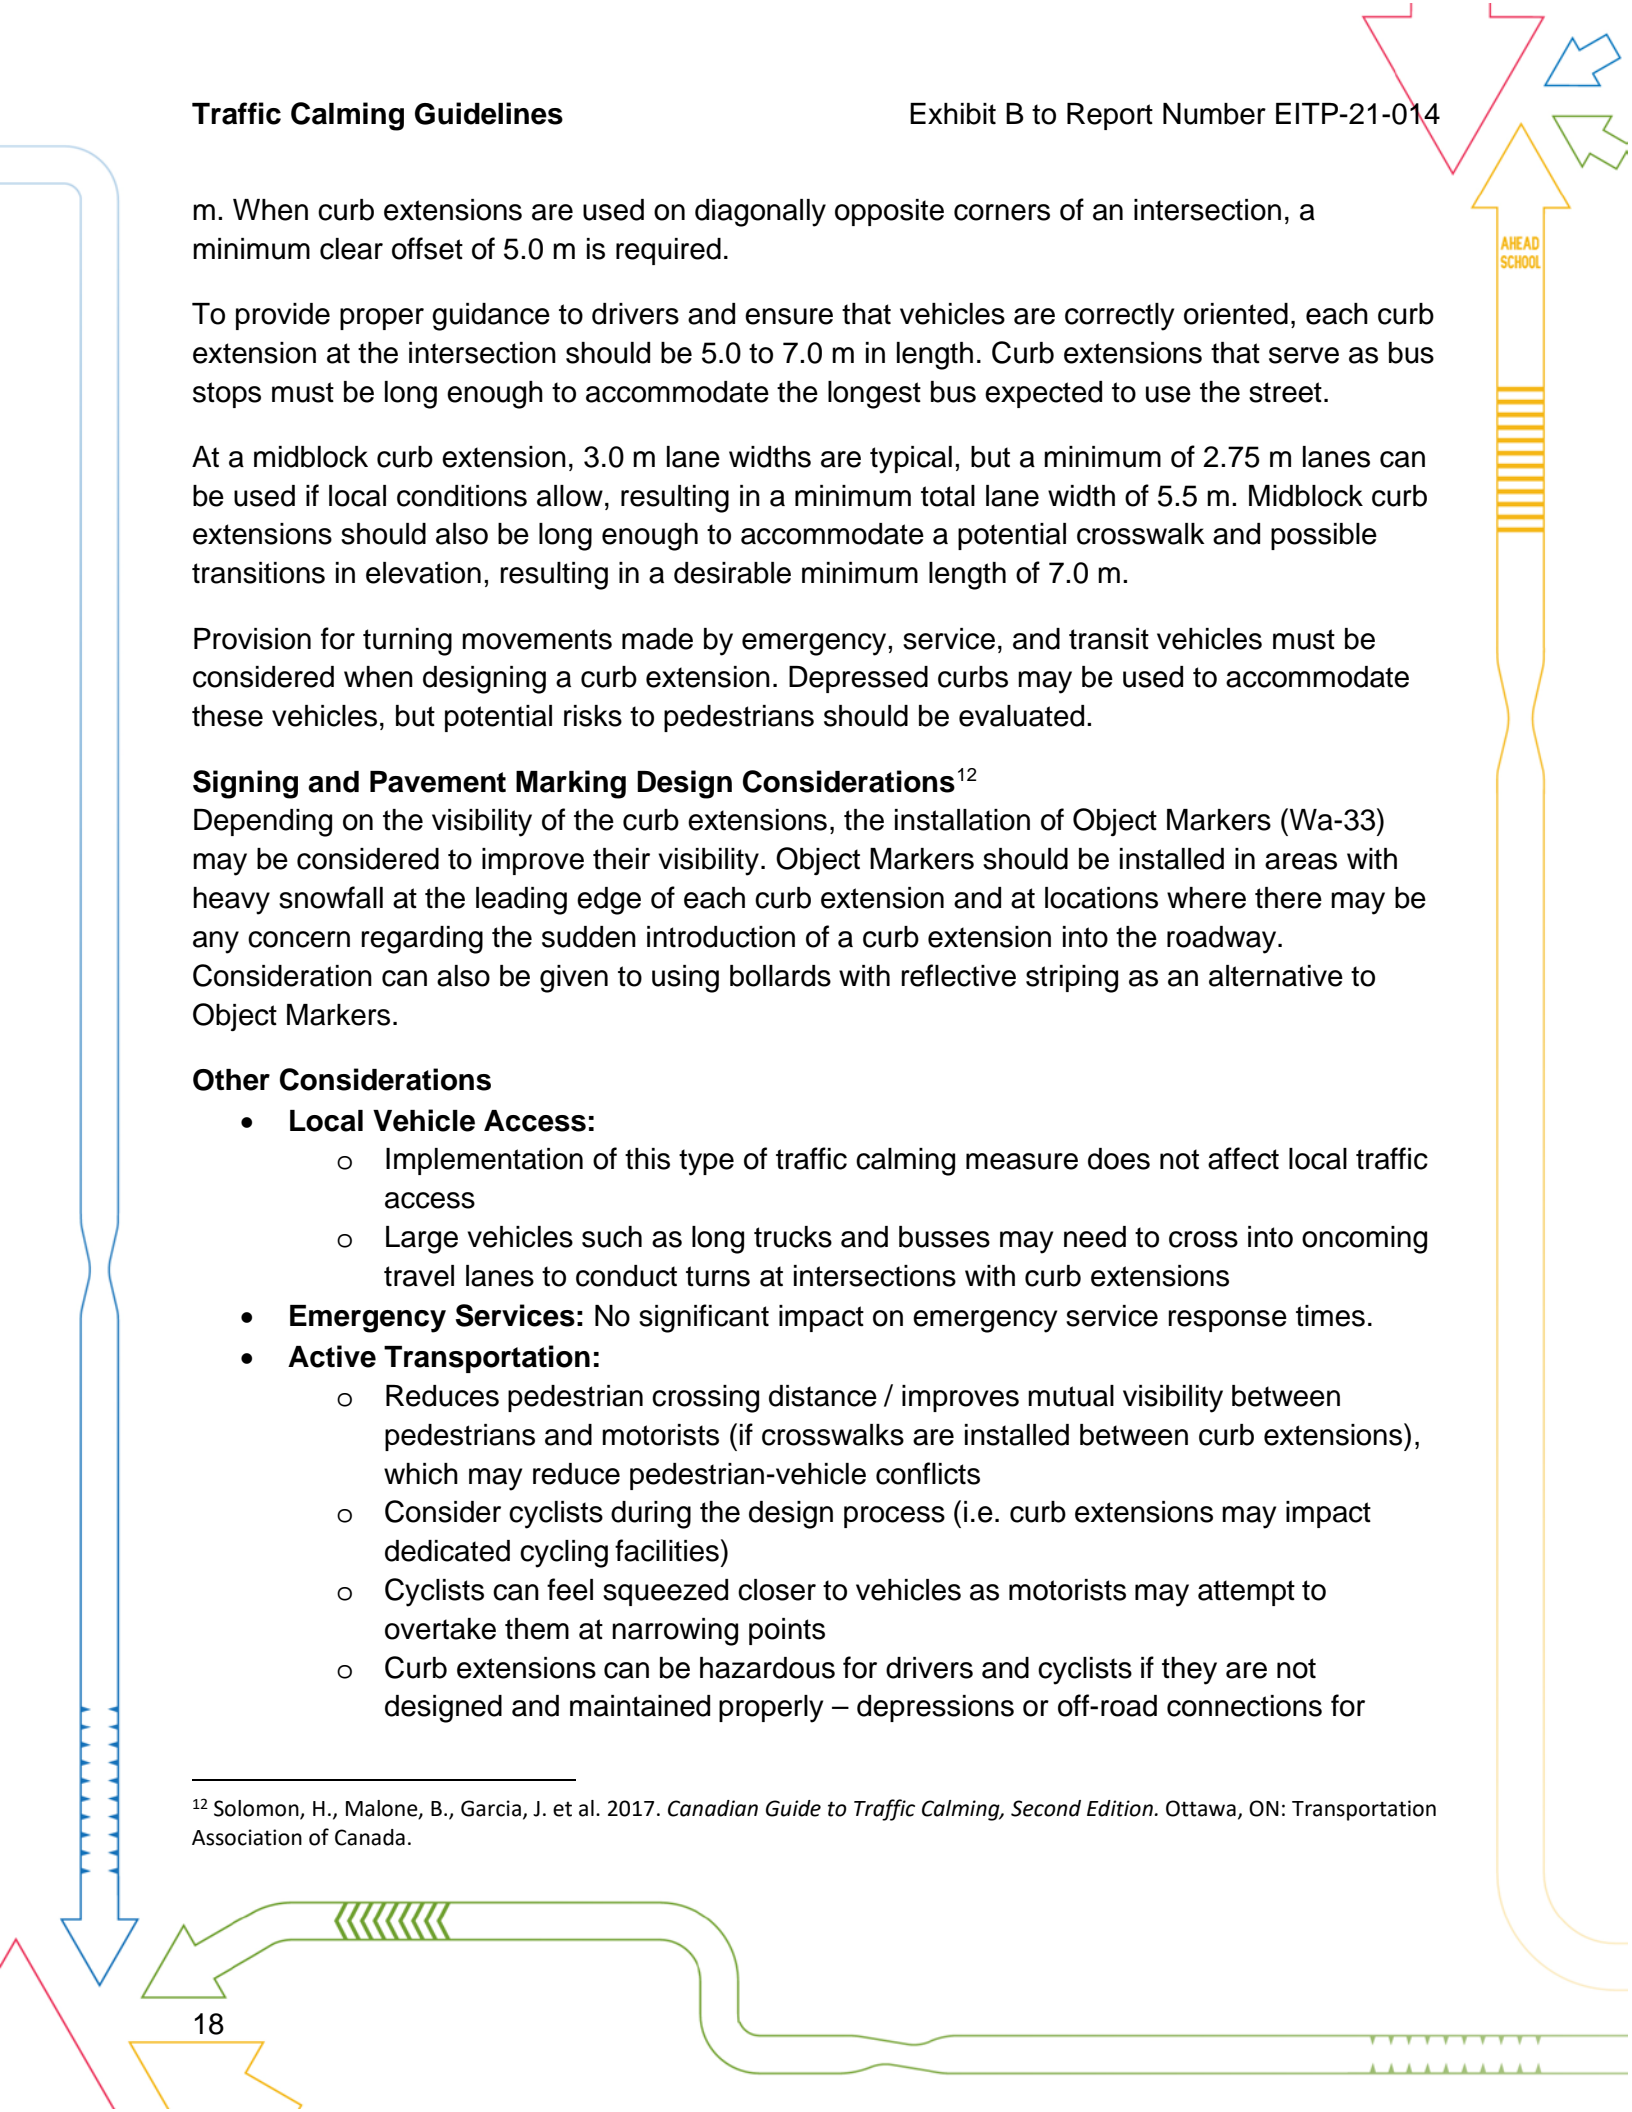 Traffic Calming Guidelines
Exhibit B to Report Number EITP-21-014
AHEAD
SCHOOL
m. When curb extensions are used on diagonally opposite corners of an intersection, a
minimum clear offset of 5.0 m is required.
To provide proper guidance to drivers and ensure that vehicles are correctly oriented, each curb
extension at the intersection should be 5.0 to 7.0 m in length. Curb extensions that serve as bus
stops must be long enough to accommodate the longest bus expected to use the street.
At a midblock curb extension, 3.0 m lane widths are typical, but a minimum of 2.75 m lanes can
be used if local conditions allow, resulting in a minimum total lane width of 5.5 m. Midblock curb
extensions should also be long enough to accommodate a potential crosswalk and possible
transitions in elevation, resulting in a desirable minimum length of 7.0 m.
Provision for turning movements made by emergency, service, and transit vehicles must be
considered when designing a curb extension. Depressed curbs may be used to accommodate
these vehicles, but potential risks to pedestrians should be evaluated.
Signing and Pavement Marking Design Considerations12
Depending on the visibility of the curb extensions, the installation of Object Markers (Wa-33)
may be considered to improve their visibility. Object Markers should be installed in areas with
heavy snowfall at the leading edge of each curb extension and at locations where there may be
any concern regarding the sudden introduction of a curb extension into the roadway.
Consideration can also be given to using bollards with reflective striping as an alternative to
Object Markers.
Other Considerations
• Local Vehicle Access:
o Implementation of this type of traffic calming measure does not affect local traffic
access
o Large vehicles such as long trucks and busses may need to cross into oncoming
travel lanes to conduct turns at intersections with curb extensions
• Emergency Services: No significant impact on emergency service response times.
• Active Transportation:
o Reduces pedestrian crossing distance / improves mutual visibility between
pedestrians and motorists (if crosswalks are installed between curb extensions),
which may reduce pedestrian-vehicle conflicts
o Consider cyclists during the design process (i.e. curb extensions may impact
dedicated cycling facilities)
o Cyclists can feel squeezed closer to vehicles as motorists may attempt to
overtake them at narrowing points
o Curb extensions can be hazardous for drivers and cyclists if they are not
designed and maintained properly – depressions or off-road connections for
12 Solomon, H., Malone, B., Garcia, J. et al. 2017. Canadian Guide to Traffic Calming, Second Edition. Ottawa, ON: Transportation
Association of Canada.
18